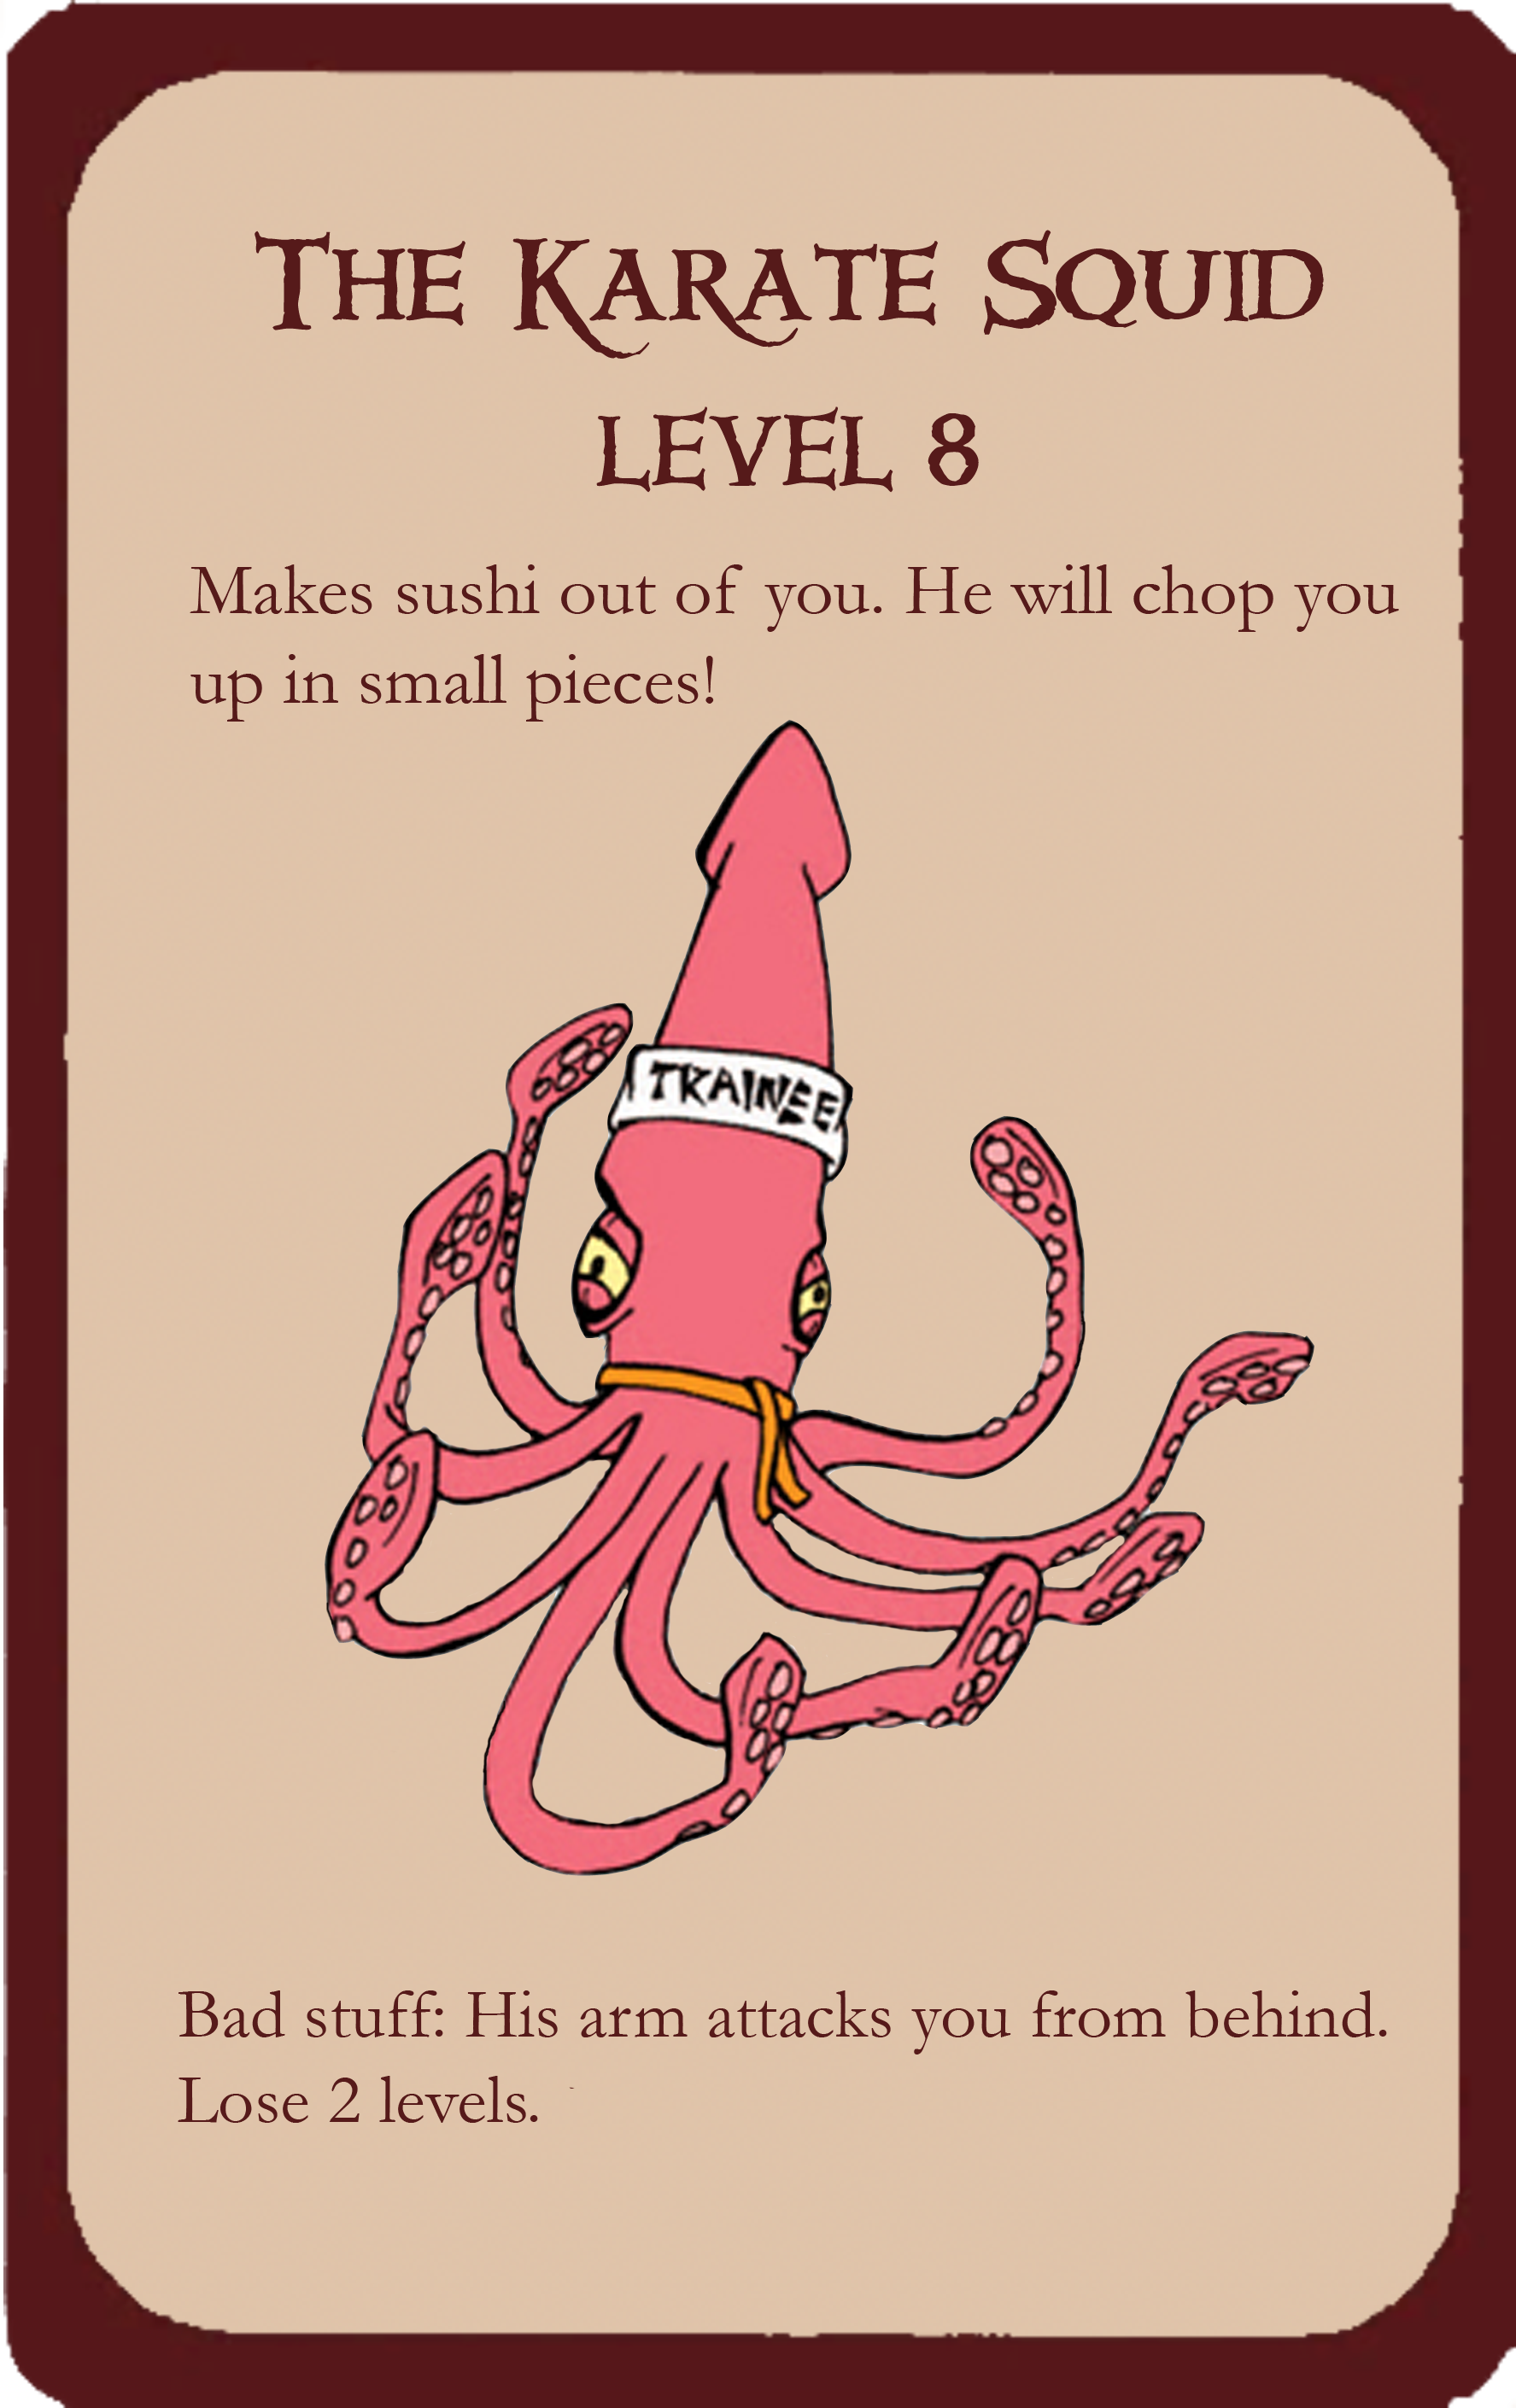 The Karate Squid
LEVEL 8
Makes sushi out of you. He will chop you
up in small pieces!
TRAINEE
Bad stuff: His arm attacks you from behind.
Lose 2 levels.